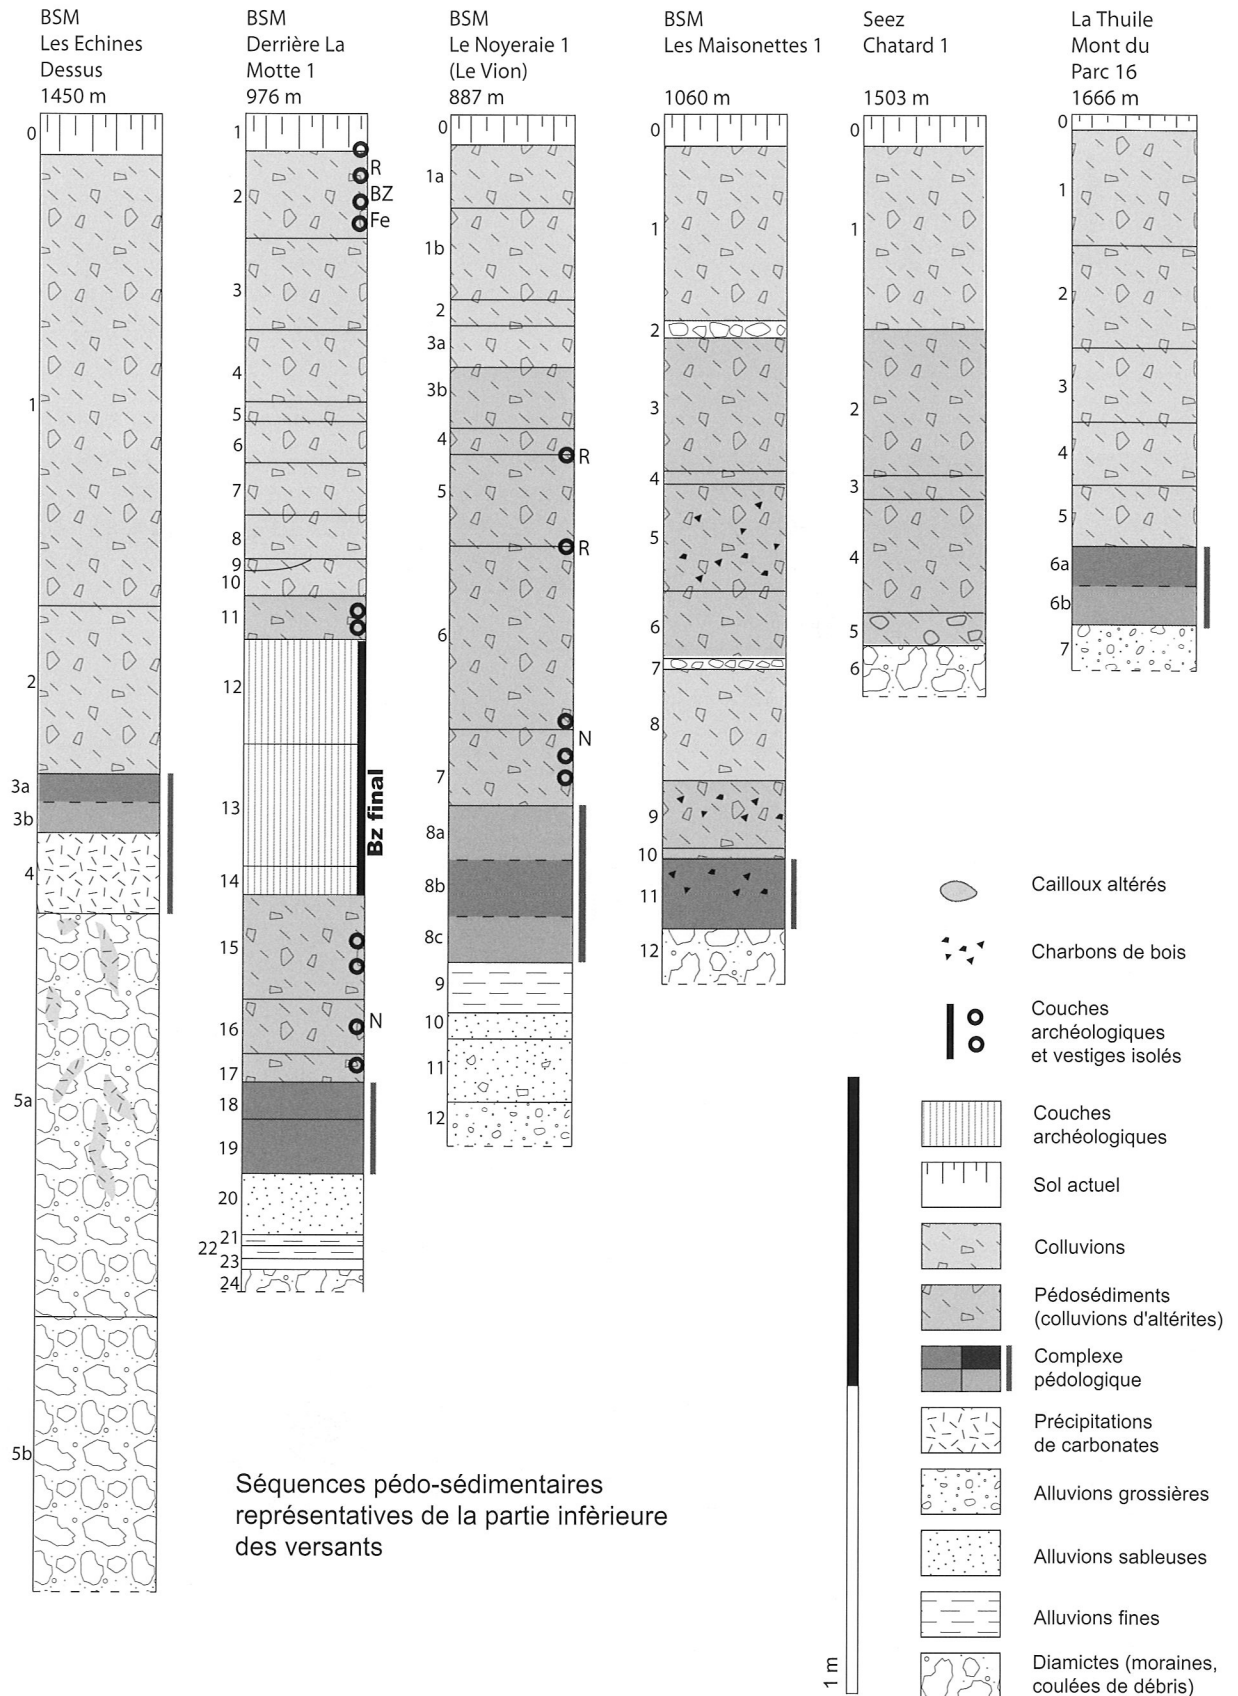 BSM
Les Echines
Dessus
1450 m
0
1
2
3a
3b
4
5a
5b
BSM
Derrière La
Motte 1
976 m
1
2
R
BZ
Fe
3
4
5
6
7
8
9
10
11
12
13
Bz final
14
15
16
N
17
18
19
20
21
22
23
24
BSM
Le Noyeraie 1
(Le Vion)
887 m
0
1a
1b
2
3a
3b
4
R
5
R
6
N
7
8a
8b
8c
9
10
11
12
BSM
Les Maisonettes 1
1060 m
0
1
2
3
4
5
6
7
8
9
10
11
12
Seez
Chatard 1
1503 m
0
1
2
3
4
5
6
La Thuile
Mont du
Parc 16
1666 m
0
1
2
3
4
5
6a
6b
7
Séquences pédo-sédimentaires
représentatives de la partie infèrieure
des versants
1 m
Cailloux altérés
Charbons de bois
Couches
archéologiques
et vestiges isolés
Couches
archéologiques
Sol actuel
Colluvions
Pédosédiments
(colluvions d'altérites)
Complexe
pédologique
Précipitations
de carbonates
Alluvions grossières
Alluvions sableuses
Alluvions fines
Diamictes (moraines,
coulées de débris)